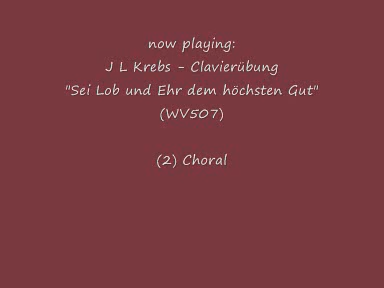 now playing:
J L Krebs - Clavierübung
"Sei Lob und Ehr dem höchsten Gut"
(WV507)
(2) Choral